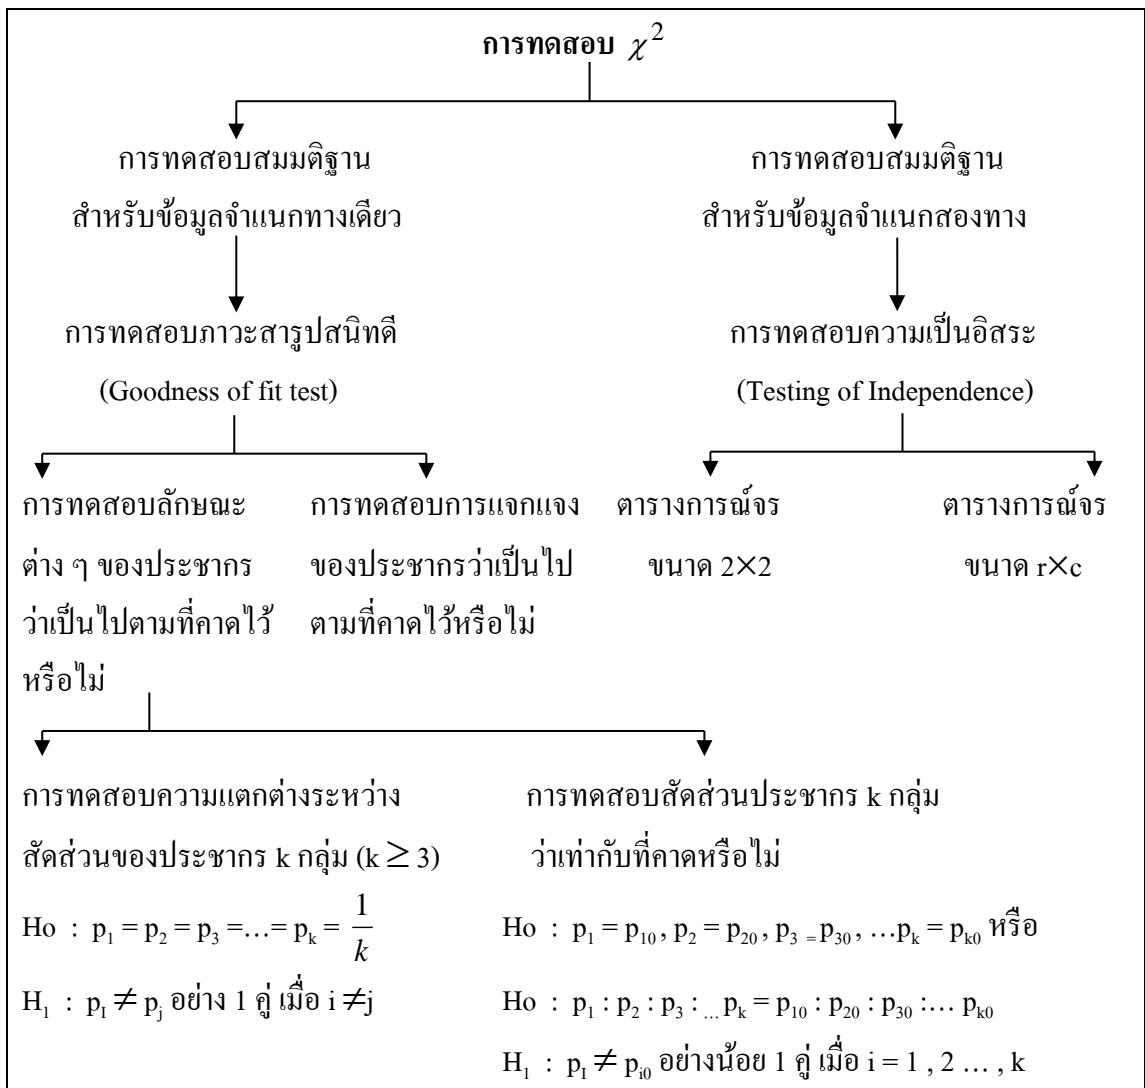 การทดสอบ χ²
การทดสอบสมมติฐาน
สำหรับข้อมูลจำแนกทางเดียว
การทดสอบสมมติฐาน
สำหรับข้อมูลจำแนกสองทาง
การทดสอบภาวะสารูปสนิทดี
(Goodness of fit test)
การทดสอบความเป็นอิสระ
(Testing of Independence)
การทดสอบลักษณะ
ต่าง ๆ ของประชากร
ว่าเป็นไปตามที่คาดไว้
หรือไม่
การทดสอบการแจกแจง
ของประชากรว่าเป็นไป
ตามที่คาดไว้หรือไม่
ตารางการณ์จร
ขนาด 2×2
ตารางการณ์จร
ขนาด r×c
การทดสอบความแตกต่างระหว่าง
สัดส่วนของประชากร k กลุ่ม (k ≥ 3)
Ho : p₁ = p₂ = p₃ =…= pₖ = 1/k
H₁ : p_I ≠ p_j อย่าง 1 คู่ เมื่อ i ≠j
การทดสอบสัดส่วนประชากร k กลุ่ม
ว่าเท่ากับที่คาดหรือไม่
Ho : p₁ = p₁₀ , p₂ = p₂₀ , p₃ = p₃₀ , …pₖ = pₖ₀ หรือ
Ho : p₁ : p₂ : p₃ : … pₖ = p₁₀ : p₂₀ : p₃₀ :… pₖ₀
H₁ : p_I ≠ p_i0 อย่างน้อย 1 คู่ เมื่อ i = 1 , 2 … , k